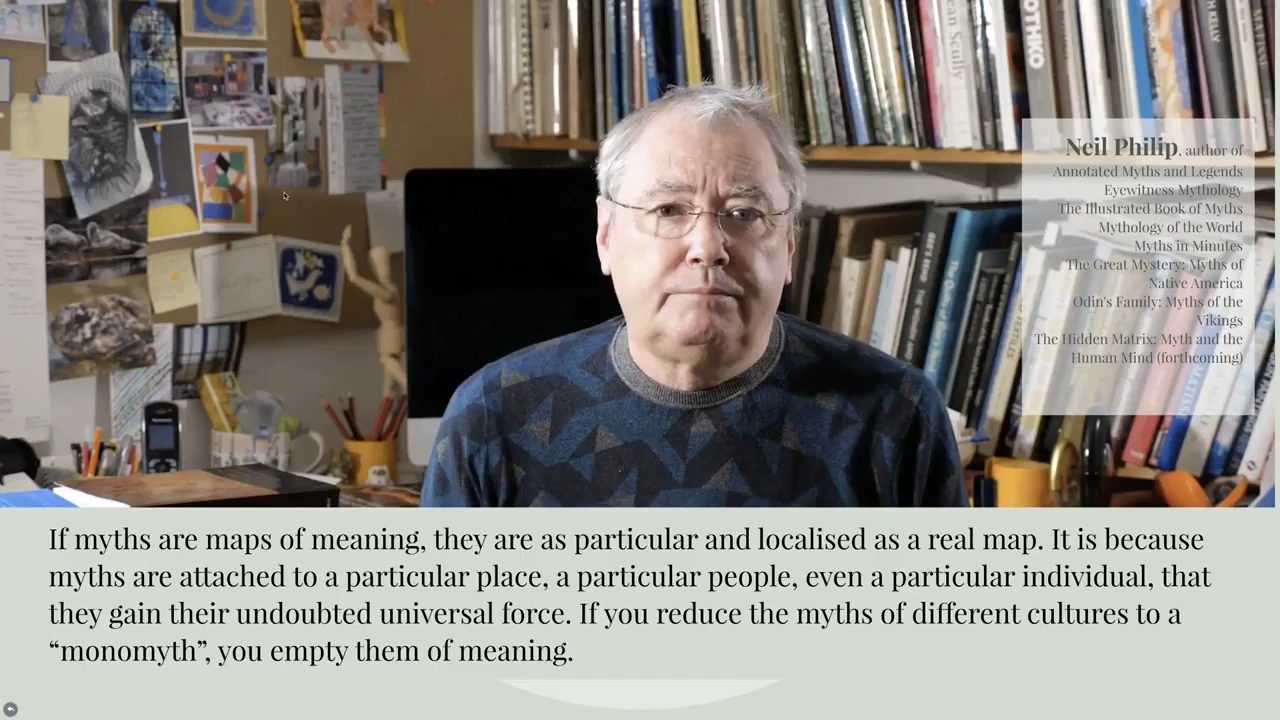 ean Scully
OTHKO
H KELLY
MATISSE
Neil Philip, author of
Annotated Myths and Legends
Eyewitness Mythology
The Illustrated Book of Myths
Mythology of the World
Myths in Minutes
The Great Mystery: Myths of
Native America
Odin's Family: Myths of the
Vikings
The Hidden Matrix: Myth and the
Human Mind (forthcoming)
If myths are maps of meaning, they are as particular and localised as a real map. It is because
myths are attached to a particular place, a particular people, even a particular individual, that
they gain their undoubted universal force. If you reduce the myths of different cultures to a
“monomyth”, you empty them of meaning.